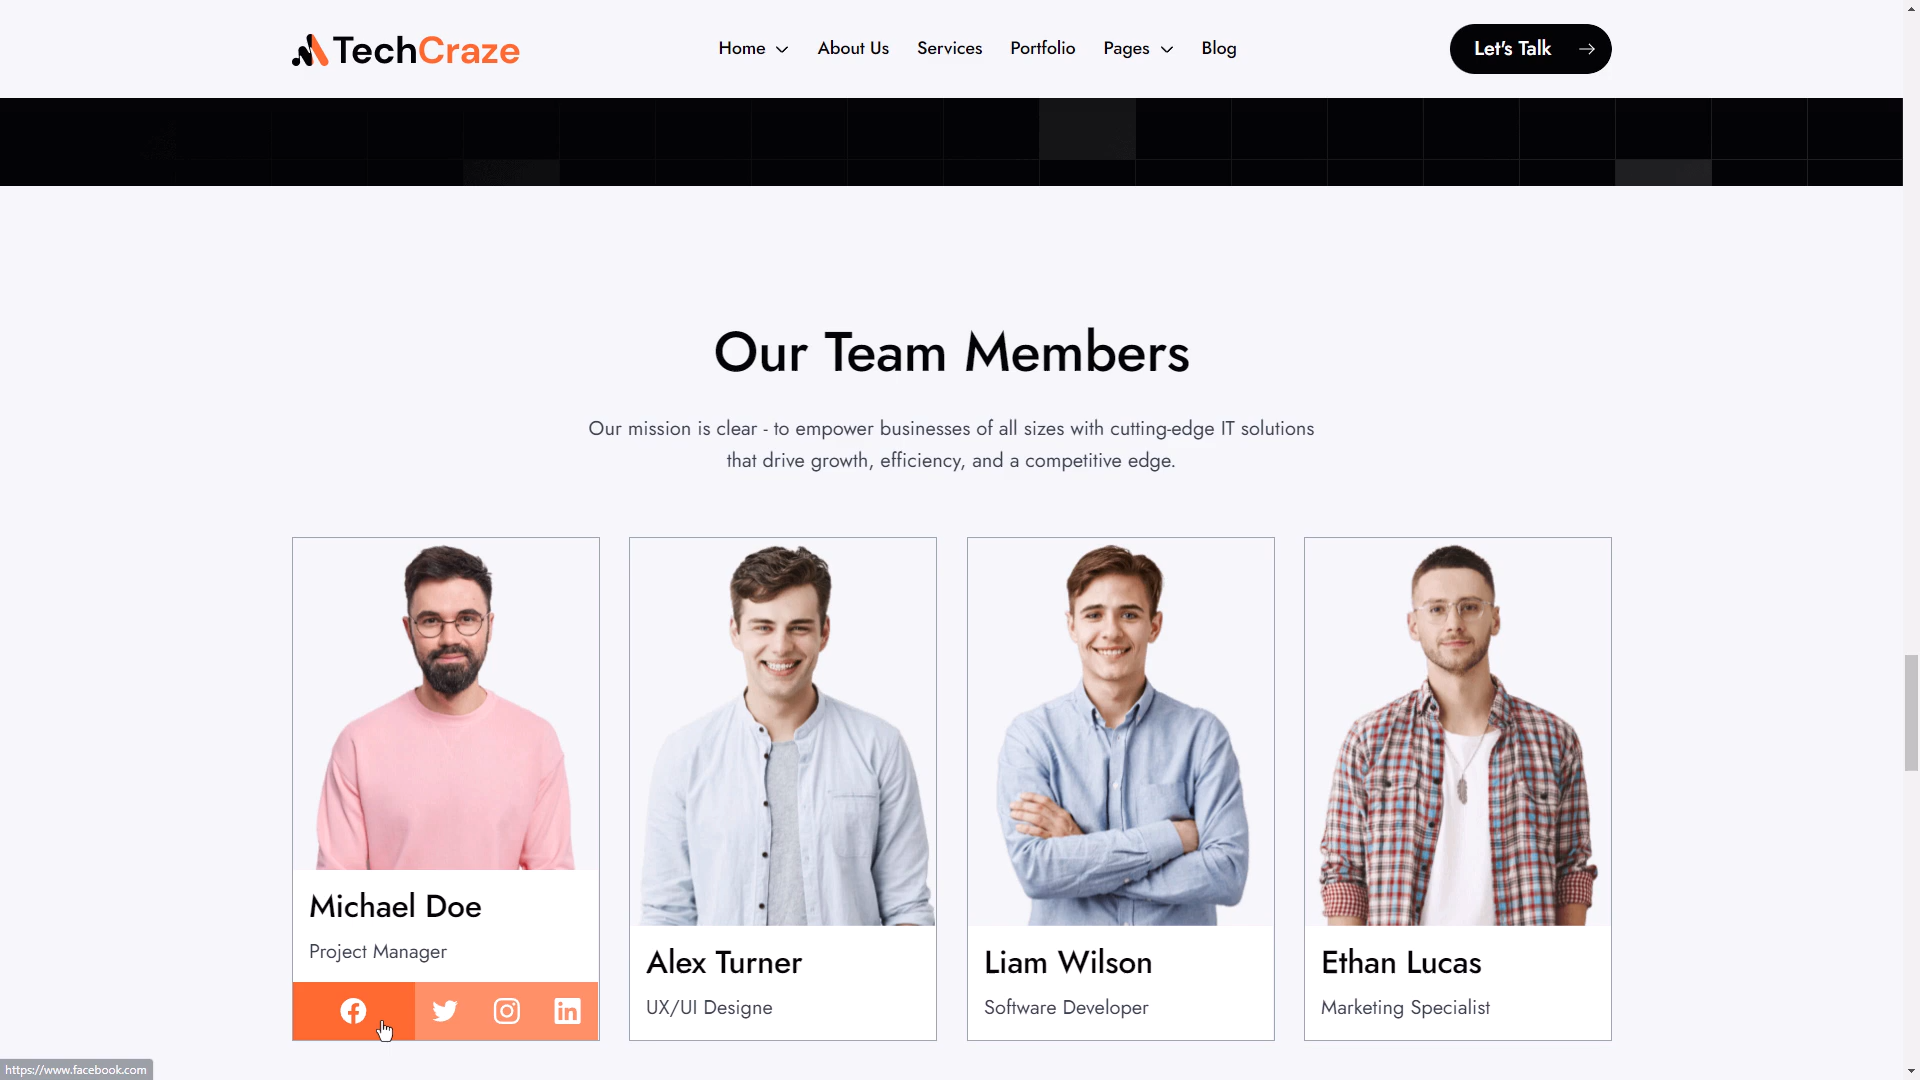 TechCraze
Home
About Us
Services
Portfolio
Pages
Blog
Let's Talk
Our Team Members
Our mission is clear - to empower businesses of all sizes with cutting-edge IT solutions
that drive growth, efficiency, and a competitive edge.
Michael Doe
Project Manager
Alex Turner
UX/UI Designe
Liam Wilson
Software Developer
Ethan Lucas
Marketing Specialist
https://www.facebook.com